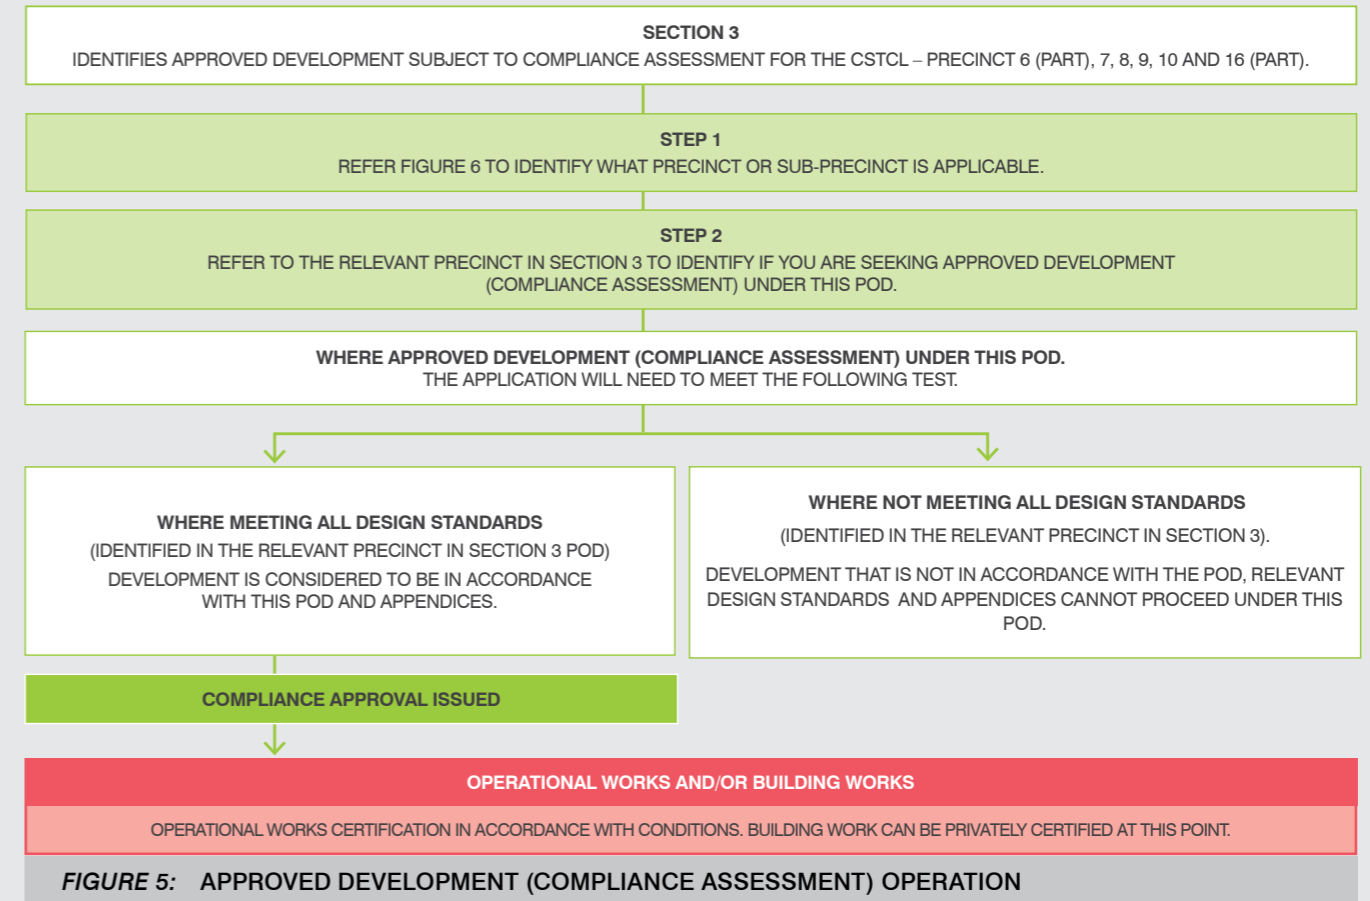 SECTION 3
IDENTIFIES APPROVED DEVELOPMENT SUBJECT TO COMPLIANCE ASSESSMENT FOR THE CSTCL – PRECINCT 6 (PART), 7, 8, 9, 10 AND 16 (PART).
STEP 1
REFER FIGURE 6 TO IDENTIFY WHAT PRECINCT OR SUB-PRECINCT IS APPLICABLE.
STEP 2
REFER TO THE RELEVANT PRECINCT IN SECTION 3 TO IDENTIFY IF YOU ARE SEEKING APPROVED DEVELOPMENT
(COMPLIANCE ASSESSMENT) UNDER THIS POD.
WHERE APPROVED DEVELOPMENT (COMPLIANCE ASSESSMENT) UNDER THIS POD.
THE APPLICATION WILL NEED TO MEET THE FOLLOWING TEST.
WHERE MEETING ALL DESIGN STANDARDS
(IDENTIFIED IN THE RELEVANT PRECINCT IN SECTION 3 POD)
DEVELOPMENT IS CONSIDERED TO BE IN ACCORDANCE
WITH THIS POD AND APPENDICES.
WHERE NOT MEETING ALL DESIGN STANDARDS
(IDENTIFIED IN THE RELEVANT PRECINCT IN SECTION 3).
DEVELOPMENT THAT IS NOT IN ACCORDANCE WITH THE POD, RELEVANT
DESIGN STANDARDS AND APPENDICES CANNOT PROCEED UNDER THIS
POD.
COMPLIANCE APPROVAL ISSUED
OPERATIONAL WORKS AND/OR BUILDING WORKS
OPERATIONAL WORKS CERTIFICATION IN ACCORDANCE WITH CONDITIONS. BUILDING WORK CAN BE PRIVATELY CERTIFIED AT THIS POINT.
FIGURE 5: APPROVED DEVELOPMENT (COMPLIANCE ASSESSMENT) OPERATION